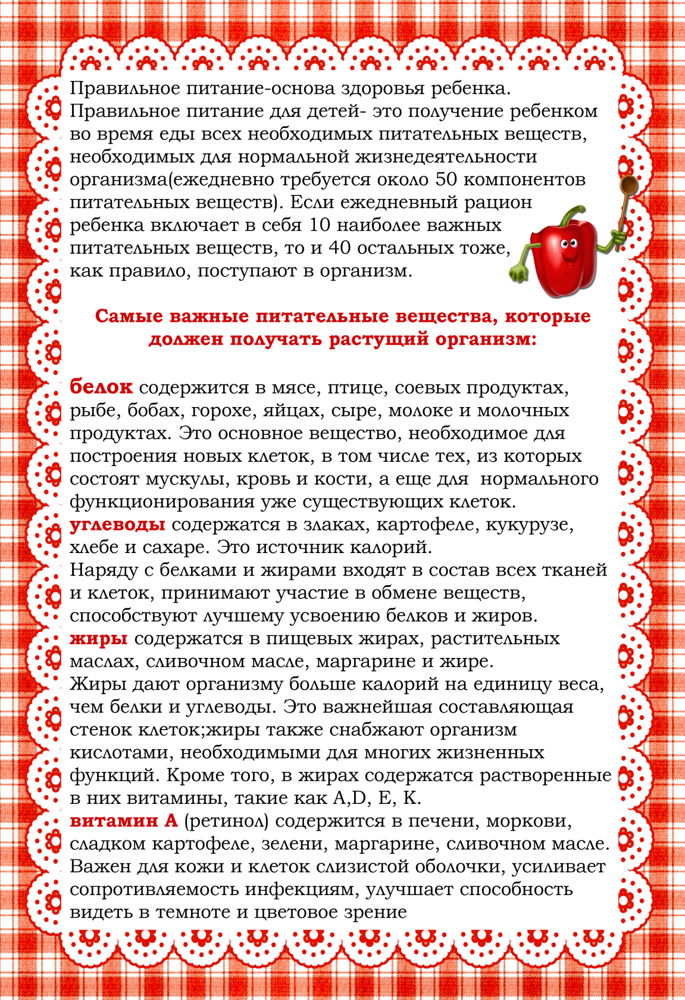 Правильное питание-основа здоровья ребенка.
Правильное питание для детей- это получение ребенком
во время еды всех необходимых питательных веществ,
необходимых для нормальной жизнедеятельности
организма(ежедневно требуется около 50 компонентов
питательных веществ). Если ежедневный рацион
ребенка включает в себя 10 наиболее важных
питательных веществ, то и 40 остальных тоже,
как правило, поступают в организм.
Самые важные питательные вещества, которые
должен получать растущий организм:
белок содержится в мясе, птице, соевых продуктах,
рыбе, бобах, горохе, яйцах, сыре, молоке и молочных
продуктах. Это основное вещество, необходимое для
построения новых клеток, в том числе тех, из которых
состоят мускулы, кровь и кости, а еще для  нормального
функционирования уже существующих клеток.
углеводы содержатся в злаках, картофеле, кукурузе,
хлебе и сахаре. Это источник калорий.
Наряду с белками и жирами входят в состав всех тканей
и клеток, принимают участие в обмене веществ,
способствуют лучшему усвоению белков и жиров.
жиры содержатся в пищевых жирах, растительных
маслах, сливочном масле, маргарине и жире.
Жиры дают организму больше калорий на единицу веса,
чем белки и углеводы. Это важнейшая составляющая
стенок клеток;жиры также снабжают организм
кислотами, необходимыми для многих жизненных
функций. Кроме того, в жирах содержатся растворенные
в них витамины, такие как A,D, E, K.
витамин А (ретинол) содержится в печени, моркови,
сладком картофеле, зелени, маргарине, сливочном масле.
Важен для кожи и клеток слизистой оболочки, усиливает
сопротивляемость инфекциям, улучшает способность
видеть в темноте и цветовое зрение